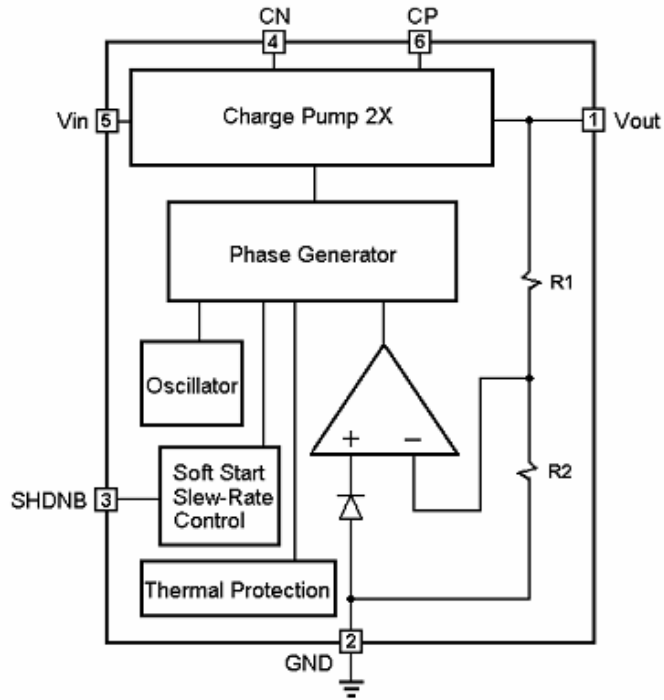 CN CP
4 6
Vin 5 Charge Pump 2X 1 Vout
Phase Generator
R1
Oscillator
+ −
Soft Start
Slew-Rate
Control
SHDNB 3
R2
Thermal Protection
2
GND